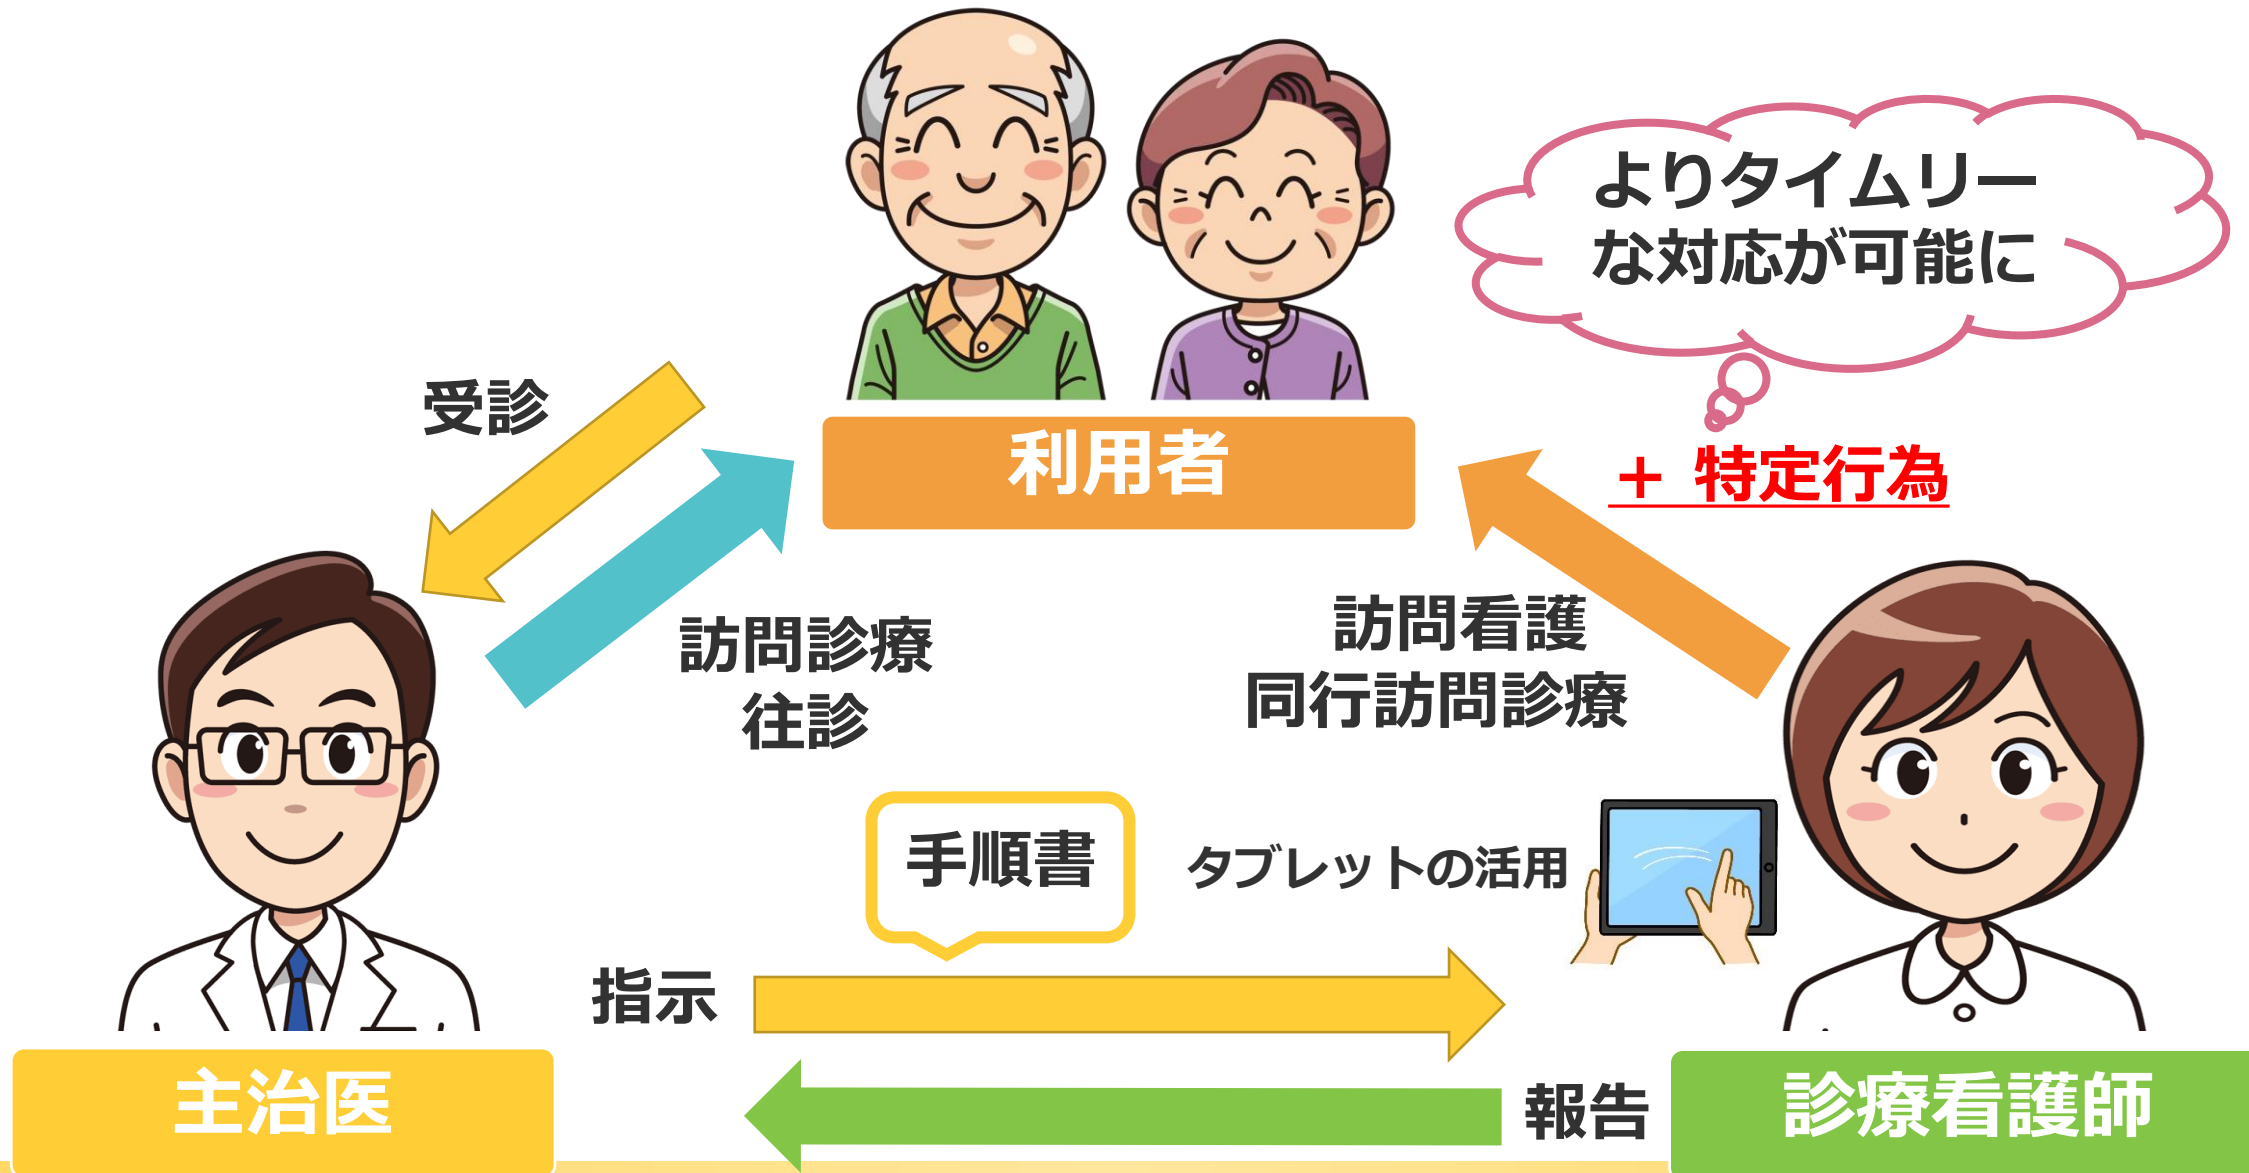 よりタイムリー
な対応が可能に
受診
利用者
+ 特定行為
訪問診療
往診
訪問看護
同行訪問診療
手順書
タブレットの活用
指示
主治医
報告
診療看護師